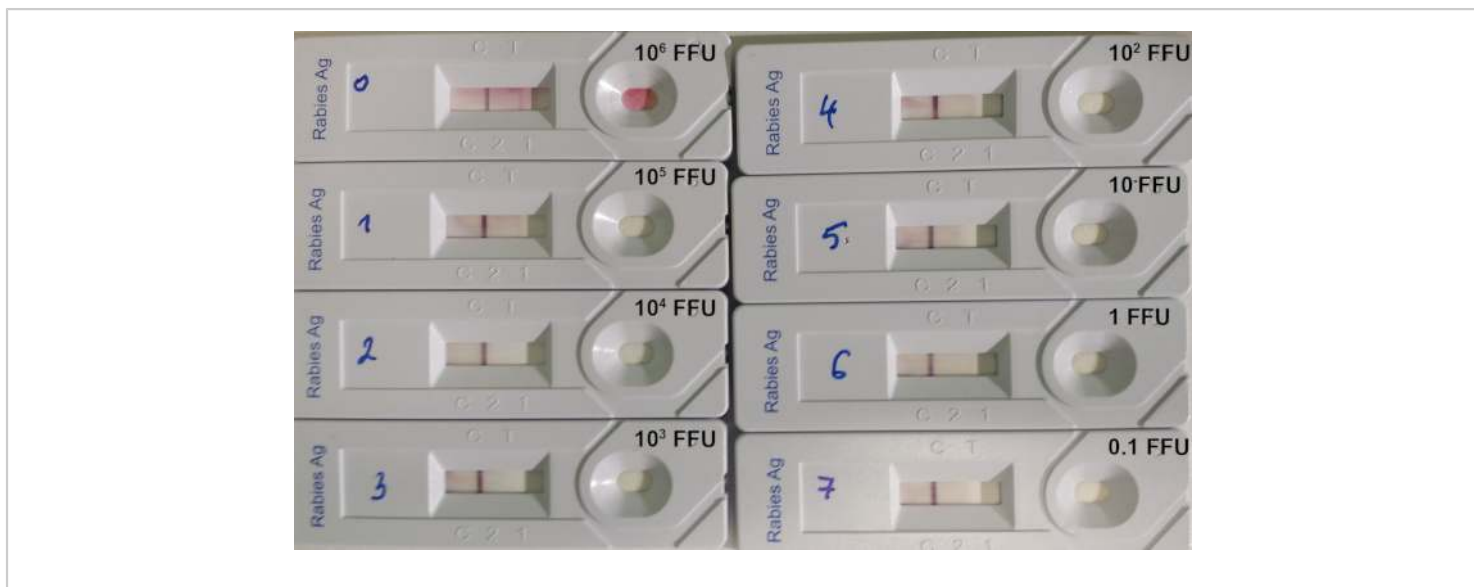 Rabies Ag
0
C T
10⁶ FFU
C 2 1
Rabies Ag
1
C T
10⁵ FFU
C 2 1
Rabies Ag
2
C T
10⁴ FFU
C 2 1
Rabies Ag
3
C T
10³ FFU
C 2 1
Rabies Ag
4
C T
10² FFU
C 2 1
Rabies Ag
5
C T
10 FFU
C 2 1
Rabies Ag
6
C T
1 FFU
C 2 1
Rabies Ag
7
C T
0.1 FFU
C 2 1